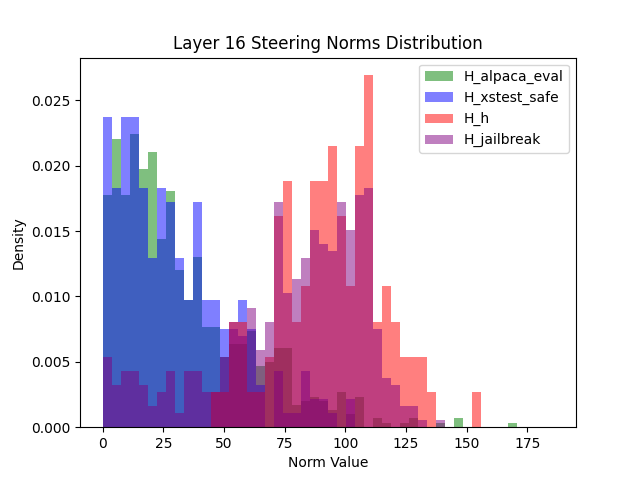 Layer 16 Steering Norms Distribution
H_alpaca_eval
H_xstest_safe
H_h
H_jailbreak
Density
0.025
0.020
0.015
0.010
0.005
0.000
0 25 50 75 100 125 150 175
Norm Value